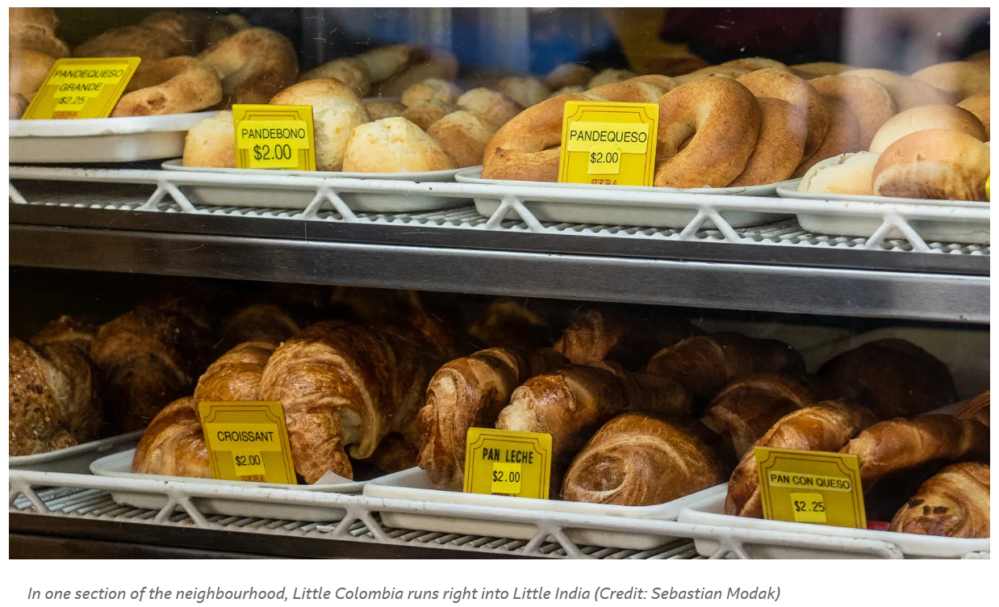 PANDEQUESO
GRANDE
$2.25
PANDEBONO
$2.00
PANDEQUESO
$2.00
CROISSANT
$2.00
PAN LECHE
$2.00
PAN CON QUESO
$2.25
In one section of the neighbourhood, Little Colombia runs right into Little India (Credit: Sebastian Modak)